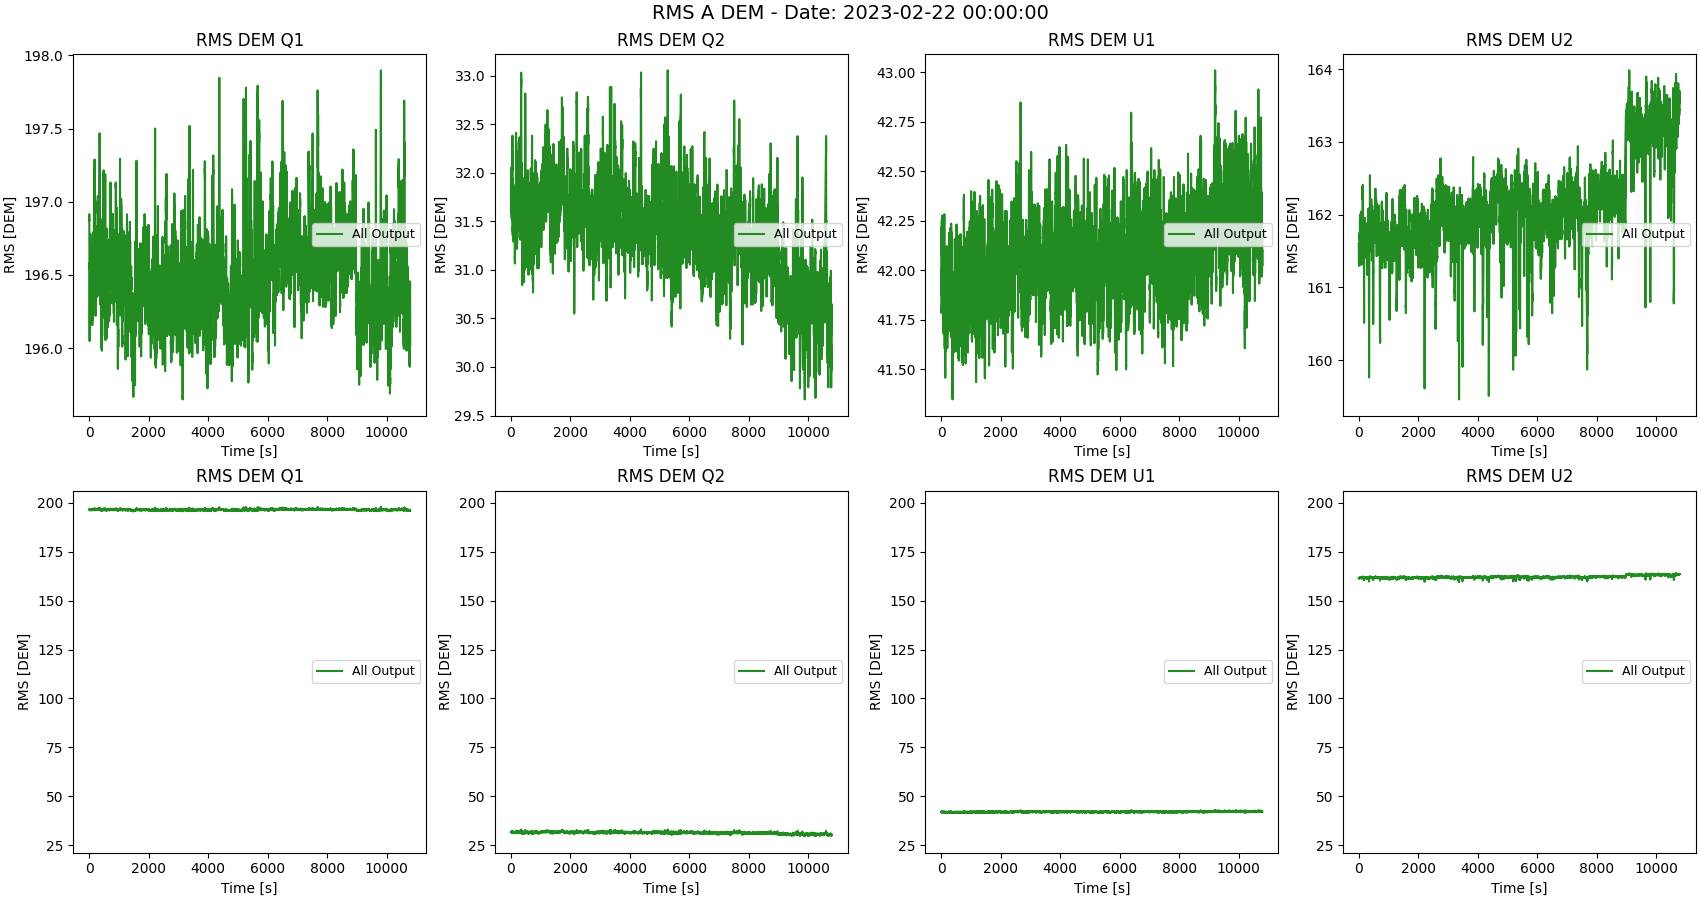 RMS A DEM - Date: 2023-02-22 00:00:00
RMS DEM Q1
RMS [DEM]
198.0
197.5
197.0
196.5
196.0
0 2000 4000 6000 8000 10000
Time [s]
All Output
RMS DEM Q2
RMS [DEM]
33.0
32.5
32.0
31.5
31.0
30.5
30.0
29.5
0 2000 4000 6000 8000 10000
Time [s]
All Output
RMS DEM U1
RMS [DEM]
43.00
42.75
42.50
42.25
42.00
41.75
41.50
0 2000 4000 6000 8000 10000
Time [s]
All Output
RMS DEM U2
RMS [DEM]
164
163
162
161
160
0 2000 4000 6000 8000 10000
Time [s]
All Output
RMS DEM Q1
RMS [DEM]
200
175
150
125
100
75
50
25
0 2000 4000 6000 8000 10000
Time [s]
All Output
RMS DEM Q2
RMS [DEM]
200
175
150
125
100
75
50
25
0 2000 4000 6000 8000 10000
Time [s]
All Output
RMS DEM U1
RMS [DEM]
200
175
150
125
100
75
50
25
0 2000 4000 6000 8000 10000
Time [s]
All Output
RMS DEM U2
RMS [DEM]
200
175
150
125
100
75
50
25
0 2000 4000 6000 8000 10000
Time [s]
All Output